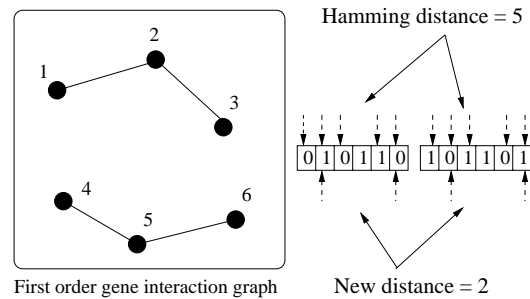 Hamming distance = 5
2
1
3
4
5
6
0 1 0 1 1 0
1 0 1 1 0 1
First order gene interaction graph
New distance = 2